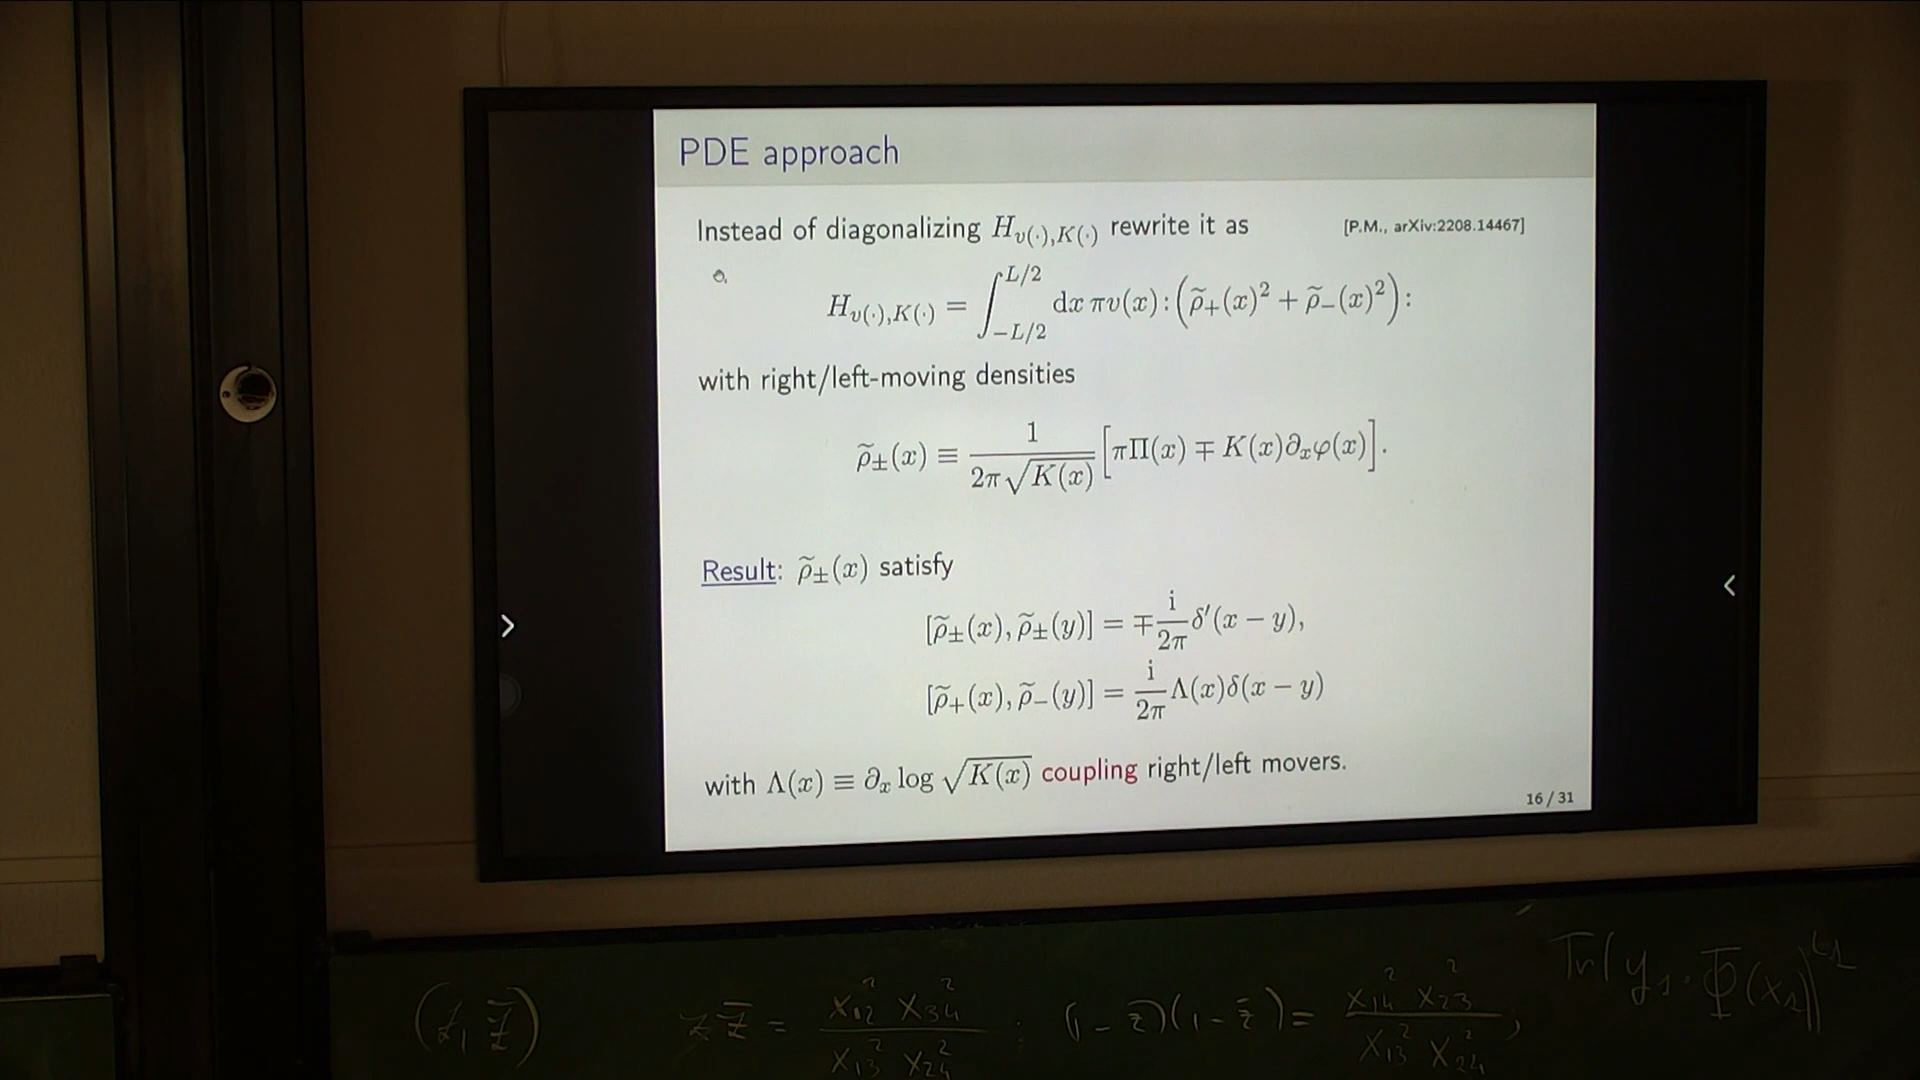 PDE approach
Instead of diagonalizing H_{v(·),K(·)} rewrite it as [P.M., arXiv:2208.14467]
H_{v(·),K(·)} = ∫_{-L/2}^{L/2} dx πv(x) : (ρ̃₊(x)² + ρ̃₋(x)²) :
with right/left-moving densities
ρ̃±(x) ≡ 1/(2π√K(x)) [πΠ(x) ∓ K(x)∂ₓφ(x)].
Result: ρ̃±(x) satisfy
[ρ̃±(x), ρ̃±(y)] = ∓ i/2π δ′(x − y),
[ρ̃₊(x), ρ̃₋(y)] = i/2π Λ(x)δ(x − y)
with Λ(x) ≡ ∂ₓ log √K(x) coupling right/left movers.
16 / 31
(z, z̄) z z̄ = x₁₂² x₃₄² / x₁₃² x₂₄² ; (1 − z)(1 − z̄) = x₁₄² x₂₃² / x₁₃² x₂₄² ;